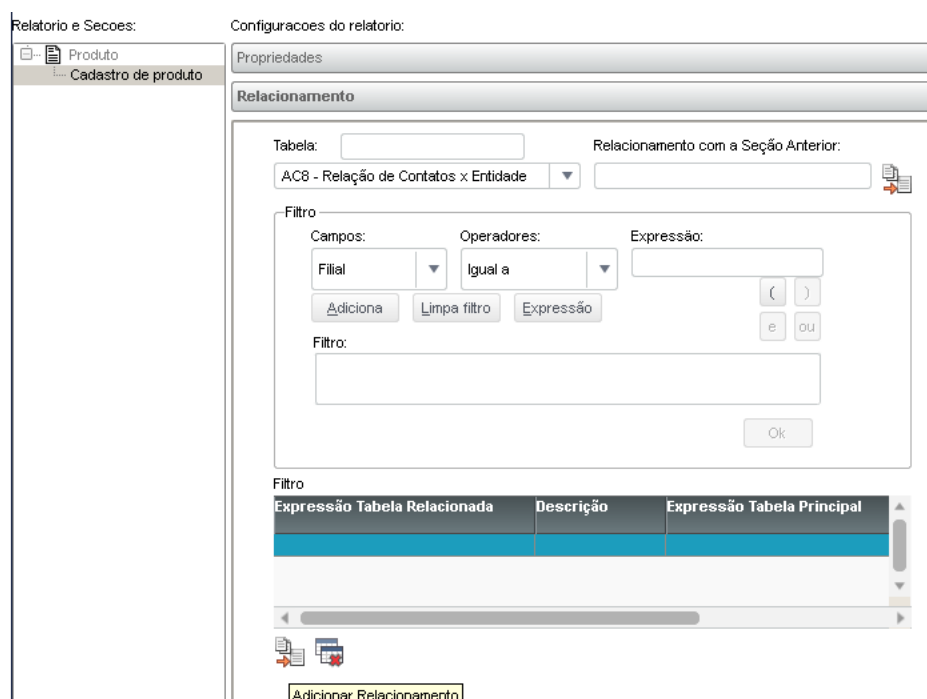 Relatorio e Secoes:
Configuracoes do relatorio:
Produto
Cadastro de produto
Propriedades
Relacionamento
Tabela:
Relacionamento com a Seção Anterior:
AC8 - Relação de Contatos x Entidade
Filtro
Campos:
Operadores:
Expressão:
Filial
Igual a
( )
Adiciona
Limpa filtro
Expressão
e ou
Filtro:
Ok
Filtro
Expressão Tabela Relacionada
Descrição
Expressão Tabela Principal
Adicionar Relacionamento